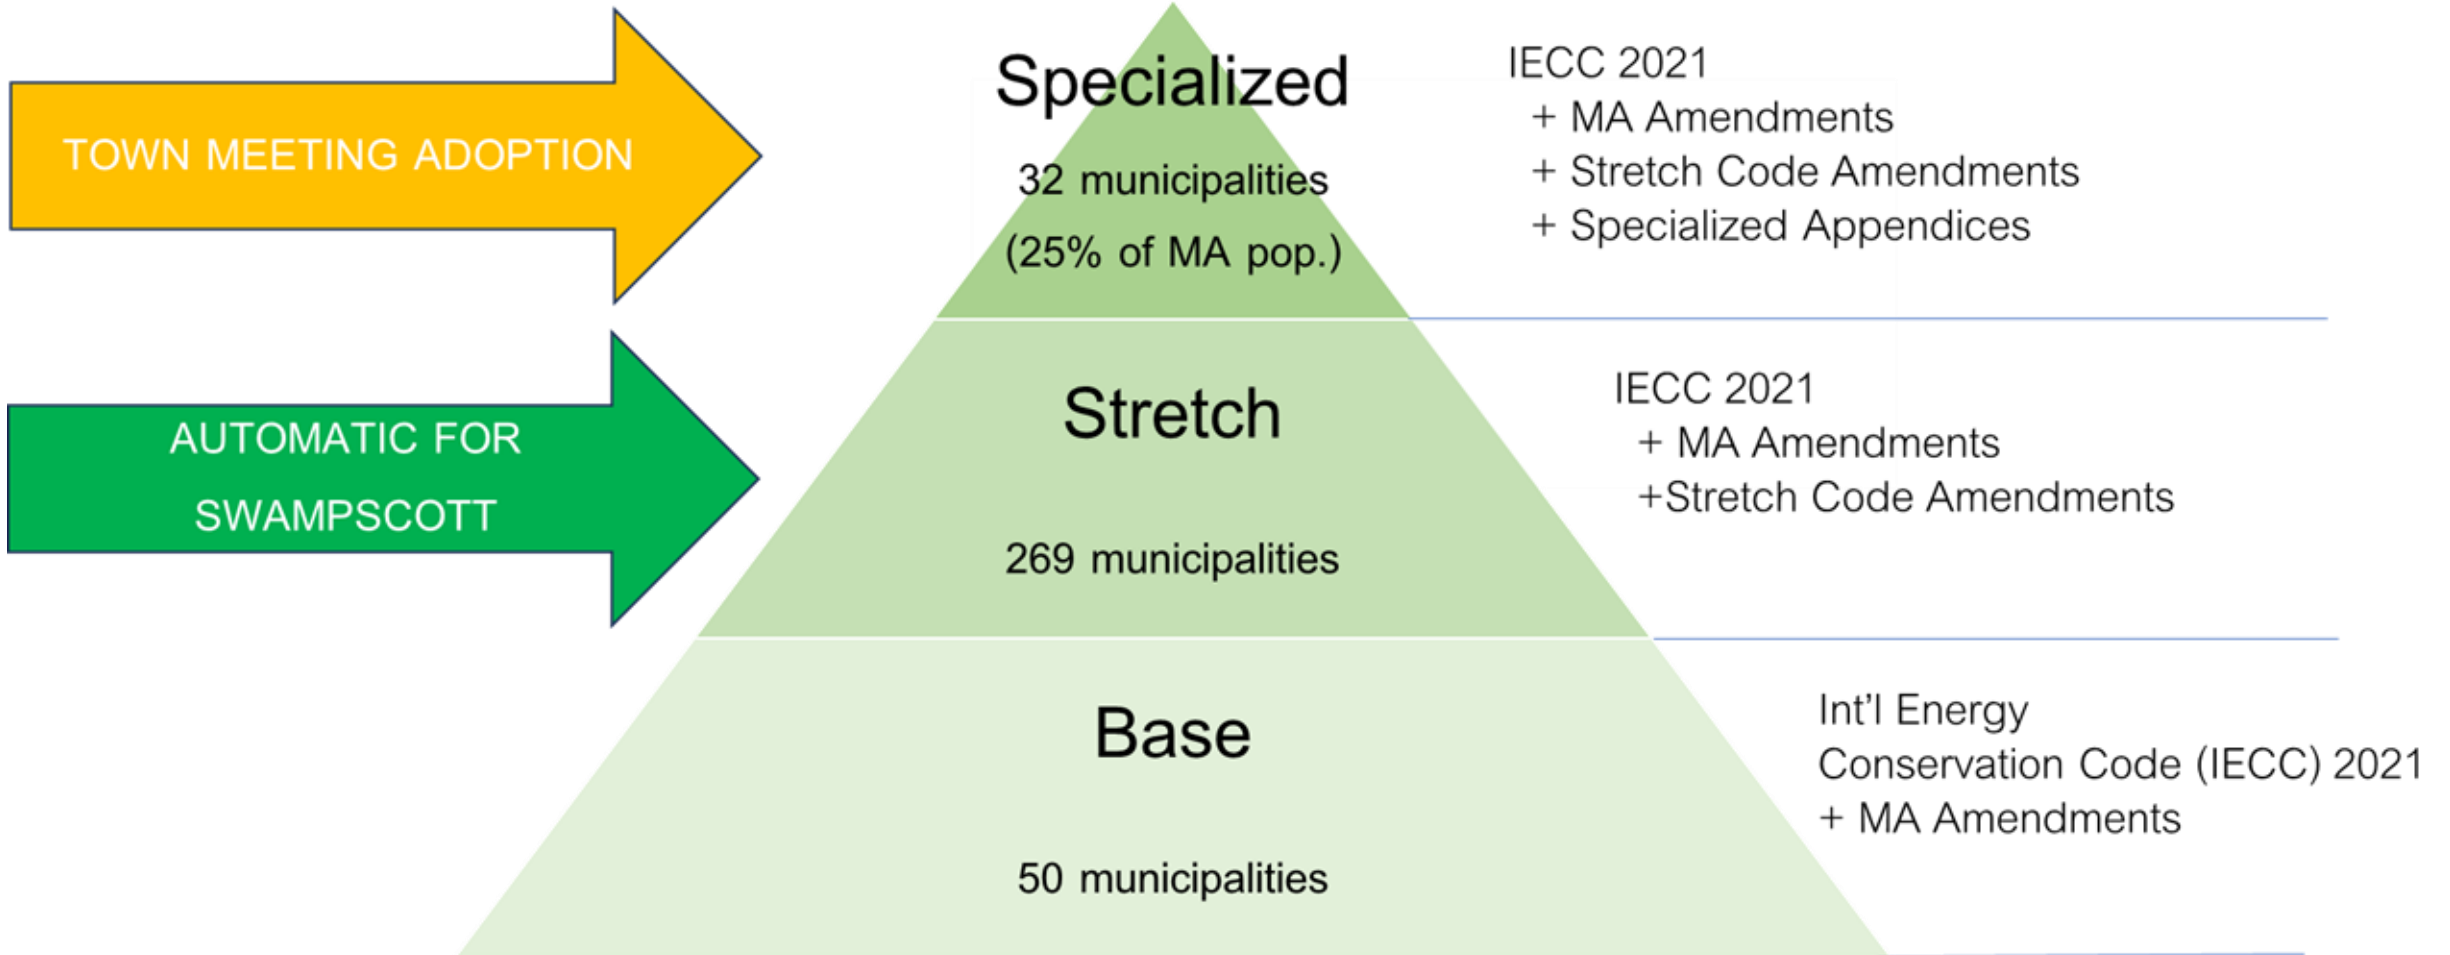 TOWN MEETING ADOPTION
Specialized
32 municipalities
(25% of MA pop.)
IECC 2021
+ MA Amendments
+ Stretch Code Amendments
+ Specialized Appendices
AUTOMATIC FOR
SWAMPSCOTT
Stretch
269 municipalities
IECC 2021
+ MA Amendments
+Stretch Code Amendments
Base
50 municipalities
Int'l Energy
Conservation Code (IECC) 2021
+ MA Amendments